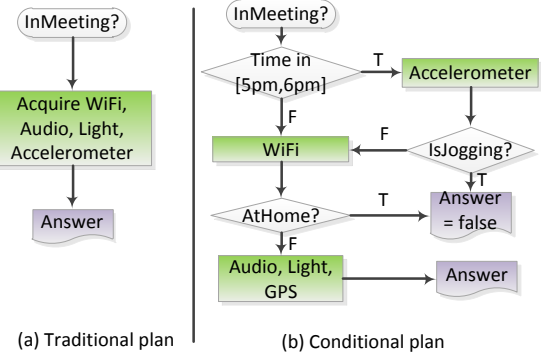 InMeeting?
Acquire WiFi,
Audio, Light,
Accelerometer
Answer
(a) Traditional plan
InMeeting?
Time in
[5pm,6pm]
T
Accelerometer
F
F
WiFi
IsJogging?
T
AtHome?
T
Answer
= false
F
Audio, Light,
GPS
Answer
(b) Conditional plan